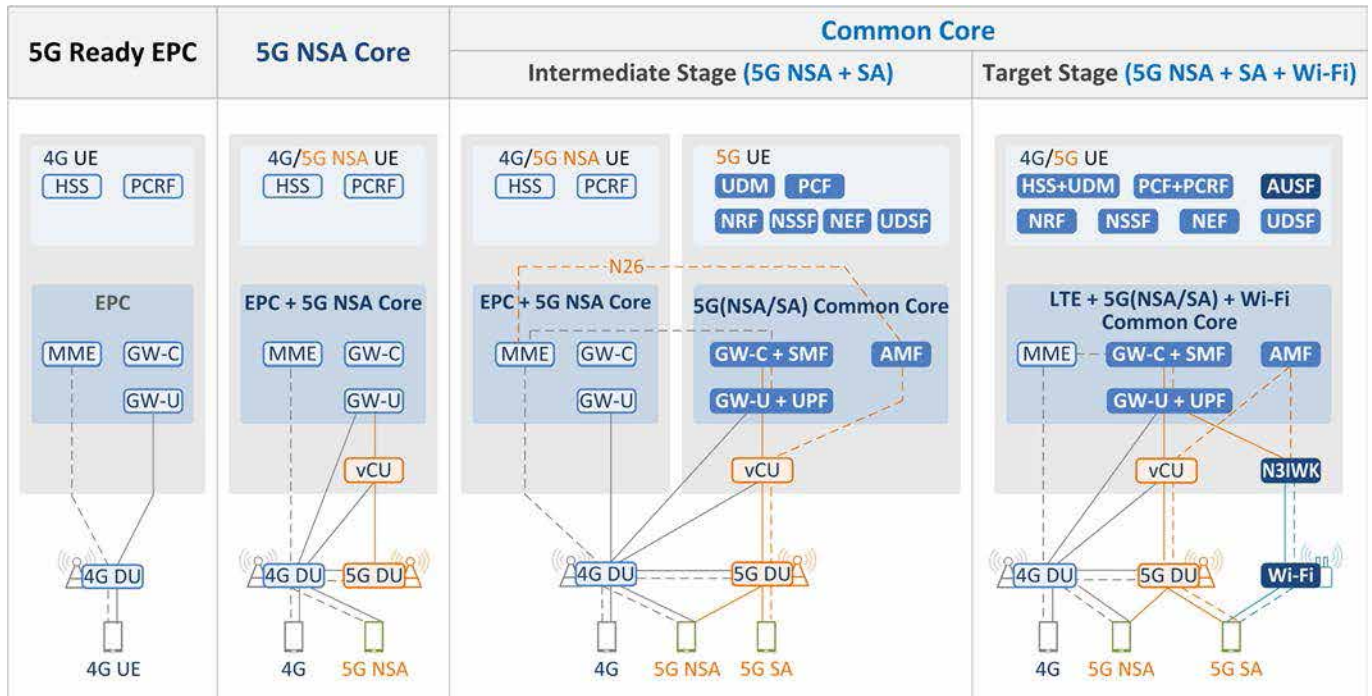 5G Ready EPC
5G NSA Core
Common Core
Intermediate Stage (5G NSA + SA)
Target Stage (5G NSA + SA + Wi-Fi)
4G UE
HSS PCRF
EPC
MME GW-C
GW-U
4G DU
4G UE
4G/5G NSA UE
HSS PCRF
EPC + 5G NSA Core
MME GW-C
GW-U
vCU
4G DU 5G DU
4G 5G NSA
4G/5G NSA UE
HSS PCRF
EPC + 5G NSA Core
MME GW-C
GW-U
N26
5G UE
UDM PCF
NRF NSSF NEF UDSF
5G(NSA/SA) Common Core
GW-C + SMF AMF
GW-U + UPF
vCU
4G DU 5G DU
4G 5G NSA 5G SA
4G/5G UE
HSS+UDM PCF+PCRF AUSF
NRF NSSF NEF UDSF
LTE + 5G(NSA/SA) + Wi-Fi
Common Core
MME GW-C + SMF AMF
GW-U + UPF
vCU N3IWK
4G DU 5G DU Wi-Fi
4G 5G NSA 5G SA